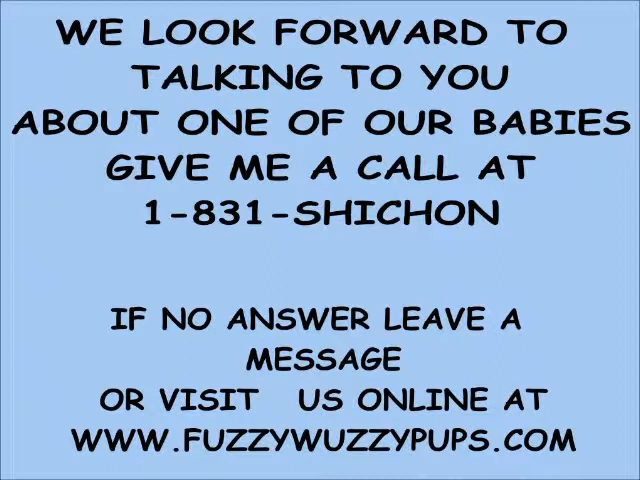 WE LOOK FORWARD TO
TALKING TO YOU
ABOUT ONE OF OUR BABIES
GIVE ME A CALL AT
1-831-SHICHON
IF NO ANSWER LEAVE A
MESSAGE
OR VISIT US ONLINE AT
WWW.FUZZYWUZZYPUPS.COM